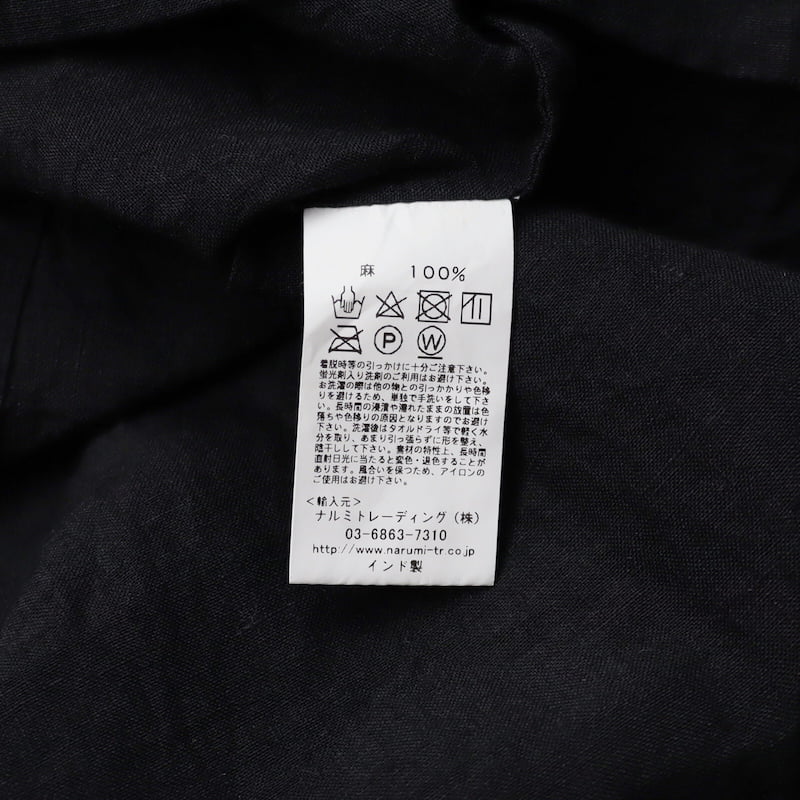 麻 100%
P W
着脱時等の引っかけに十分ご注意下さい。
蛍光剤入り洗剤のご利用はお避け下さい。
お洗濯の際は他の物との引っかかりや色移
りを避けるため、単独で手洗いをして下さ
い。長時間の浸漬や濡れたままの放置は色
落ちや色移りの原因となりますのでお避け
下さい。洗濯後はタオルドライ等で軽く水
分を取り、あまり引っ張らずに形を整え、
陰干しして下さい。素材の特性上、長時間
直射日光に当たると変色・退色することが
あります。風合いを保つため、アイロンの
ご使用はお避け下さい。
<輸入元>
ナルミトレーディング(株)
03-6863-7310
http://www.narumi-tr.co.jp
インド製